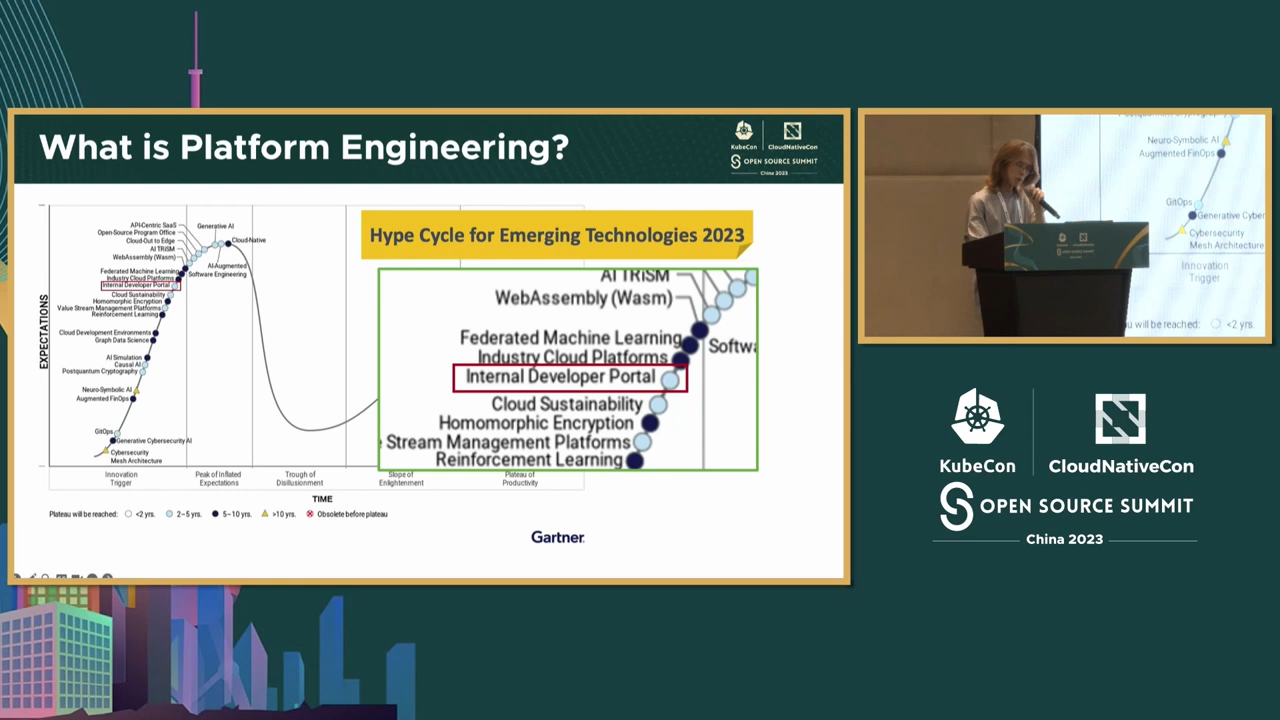 What is Platform Engineering?
KubeCon
CloudNativeCon
OPEN SOURCE SUMMIT
China 2023
Hype Cycle for Emerging Technologies 2023
EXPECTATIONS
API-Centric SaaS
Open-Source Program Office
Cloud-Out to Edge
AI TRiSM
WebAssembly (Wasm)
Federated Machine Learning
Industry Cloud Platforms
Internal Developer Portal
Cloud Sustainability
Homomorphic Encryption
Value Stream Management Platforms
Reinforcement Learning
Cloud Development Environments
Graph Data Science
AI Simulation
Causal AI
Postquantum Cryptography
Neuro-Symbolic AI
Augmented FinOps
GitOps
Generative Cybersecurity AI
Cybersecurity
Mesh Architecture
Generative AI
Cloud-Native
AI-Augmented
Software Engineering
AI TRiSM
WebAssembly (Wasm)
Federated Machine Learning
Softwa
Industry Cloud Platforms
Internal Developer Portal
Cloud Sustainability
Homomorphic Encryption
Stream Management Platforms
Reinforcement Learning
Innovation
Trigger
Peak of Inflated
Expectations
Trough of
Disillusionment
Slope of
Enlightenment
Plateau of
Productivity
TIME
Plateau will be reached: <2 yrs. 2–5 yrs. 5–10 yrs. >10 yrs. Obsolete before plateau
Gartner
Neuro-Symbolic AI
Augmented FinOps
GitOps
Generative Cyber
Cybersecurity
Mesh Architecture
Innovation
Trigger
will be reached: <2 yrs.
KubeCon
CloudNativeCon
OPEN SOURCE SUMMIT
China 2023